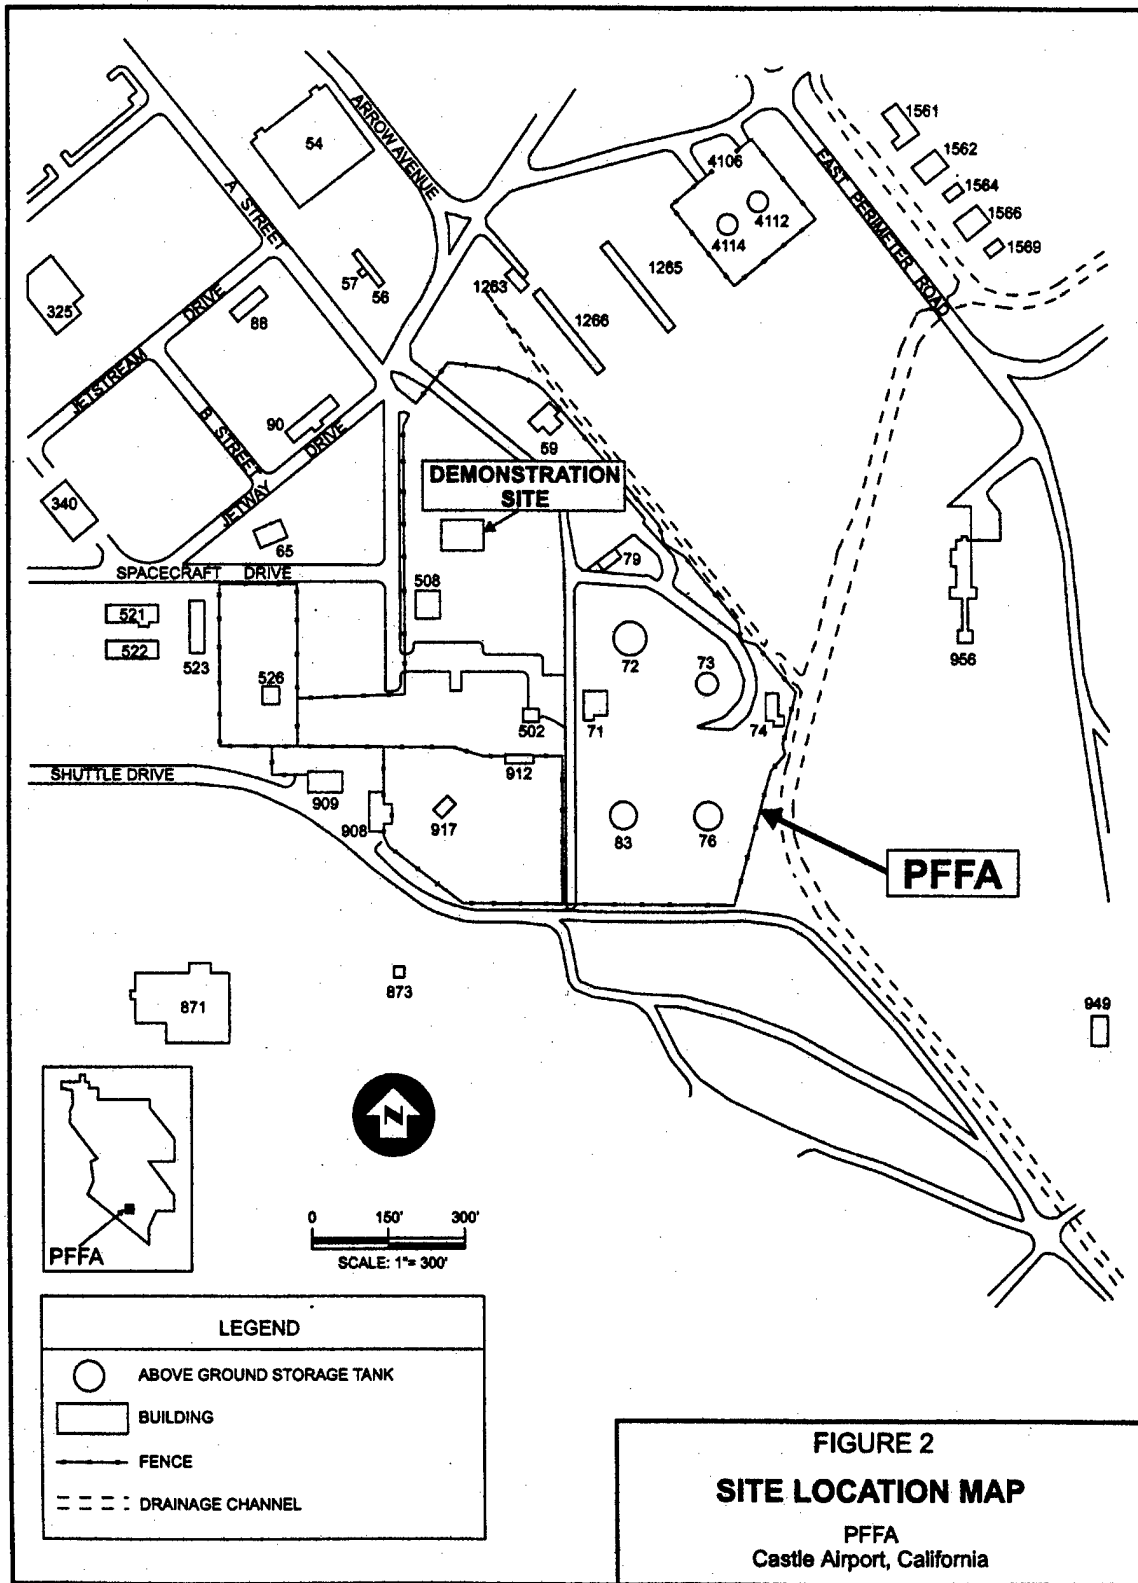 54
ARROW AVENUE
A STREET
57
56
325
JETSTREAM DRIVE
88
B STREET
90
JETWAY DRIVE
340
65
SPACECRAFT DRIVE
1561
1562
1564
1566
1569
EAST PERIMETER ROAD
4106
4112
4114
1265
1263
1266
59
DEMONSTRATION
SITE
79
508
521
522
523
526
72
73
71
74
502
912
956
SHUTTLE DRIVE
909
908
917
83
76
PFFA
871
873
949
PFFA
N
0 150' 300'
SCALE: 1"= 300'
LEGEND
ABOVE GROUND STORAGE TANK
BUILDING
FENCE
DRAINAGE CHANNEL
FIGURE 2
SITE LOCATION MAP
PFFA
Castle Airport, California